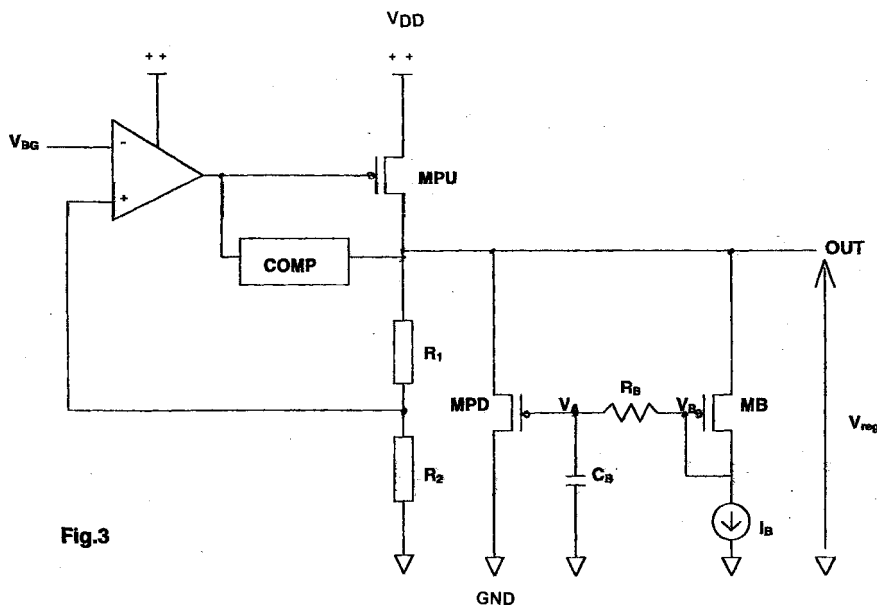 VDD
+ +
+ +
VBG
-
+
MPU
COMP
OUT
R1
RB
MPD
VA
VB
MB
Vreg
R2
CB
IB
Fig.3
GND